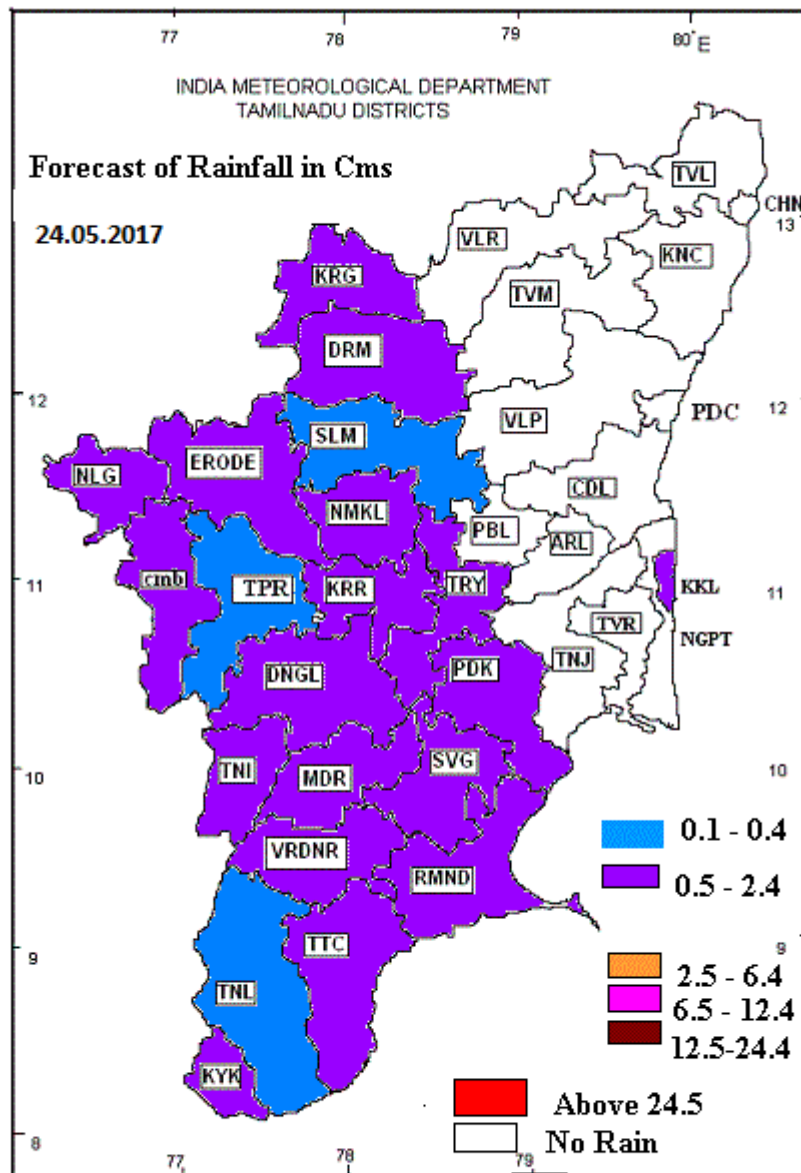 77 78 79 80° E
INDIA METEOROLOGICAL DEPARTMENT
TAMILNADU DISTRICTS
Forecast of Rainfall in Cms
24.05.2017
TVL
CHN
13
VLR
KNC
KRG
TVM
DRM
12
12
PDC
VLP
SLM
ERODE
NLG
CDL
NMKL
PBL
ARL
11
cmb
TPR
KRR
TRY
KKL
11
TVR
NGPT
TNJ
DNGL
PDK
10
TNI
MDR
SVG
10
0.1 - 0.4
VRDNR
RMND
0.5 - 2.4
9
TTC
9
2.5 - 6.4
TNL
6.5 - 12.4
12.5-24.4
KYK
Above 24.5
No Rain
8
77 78 79